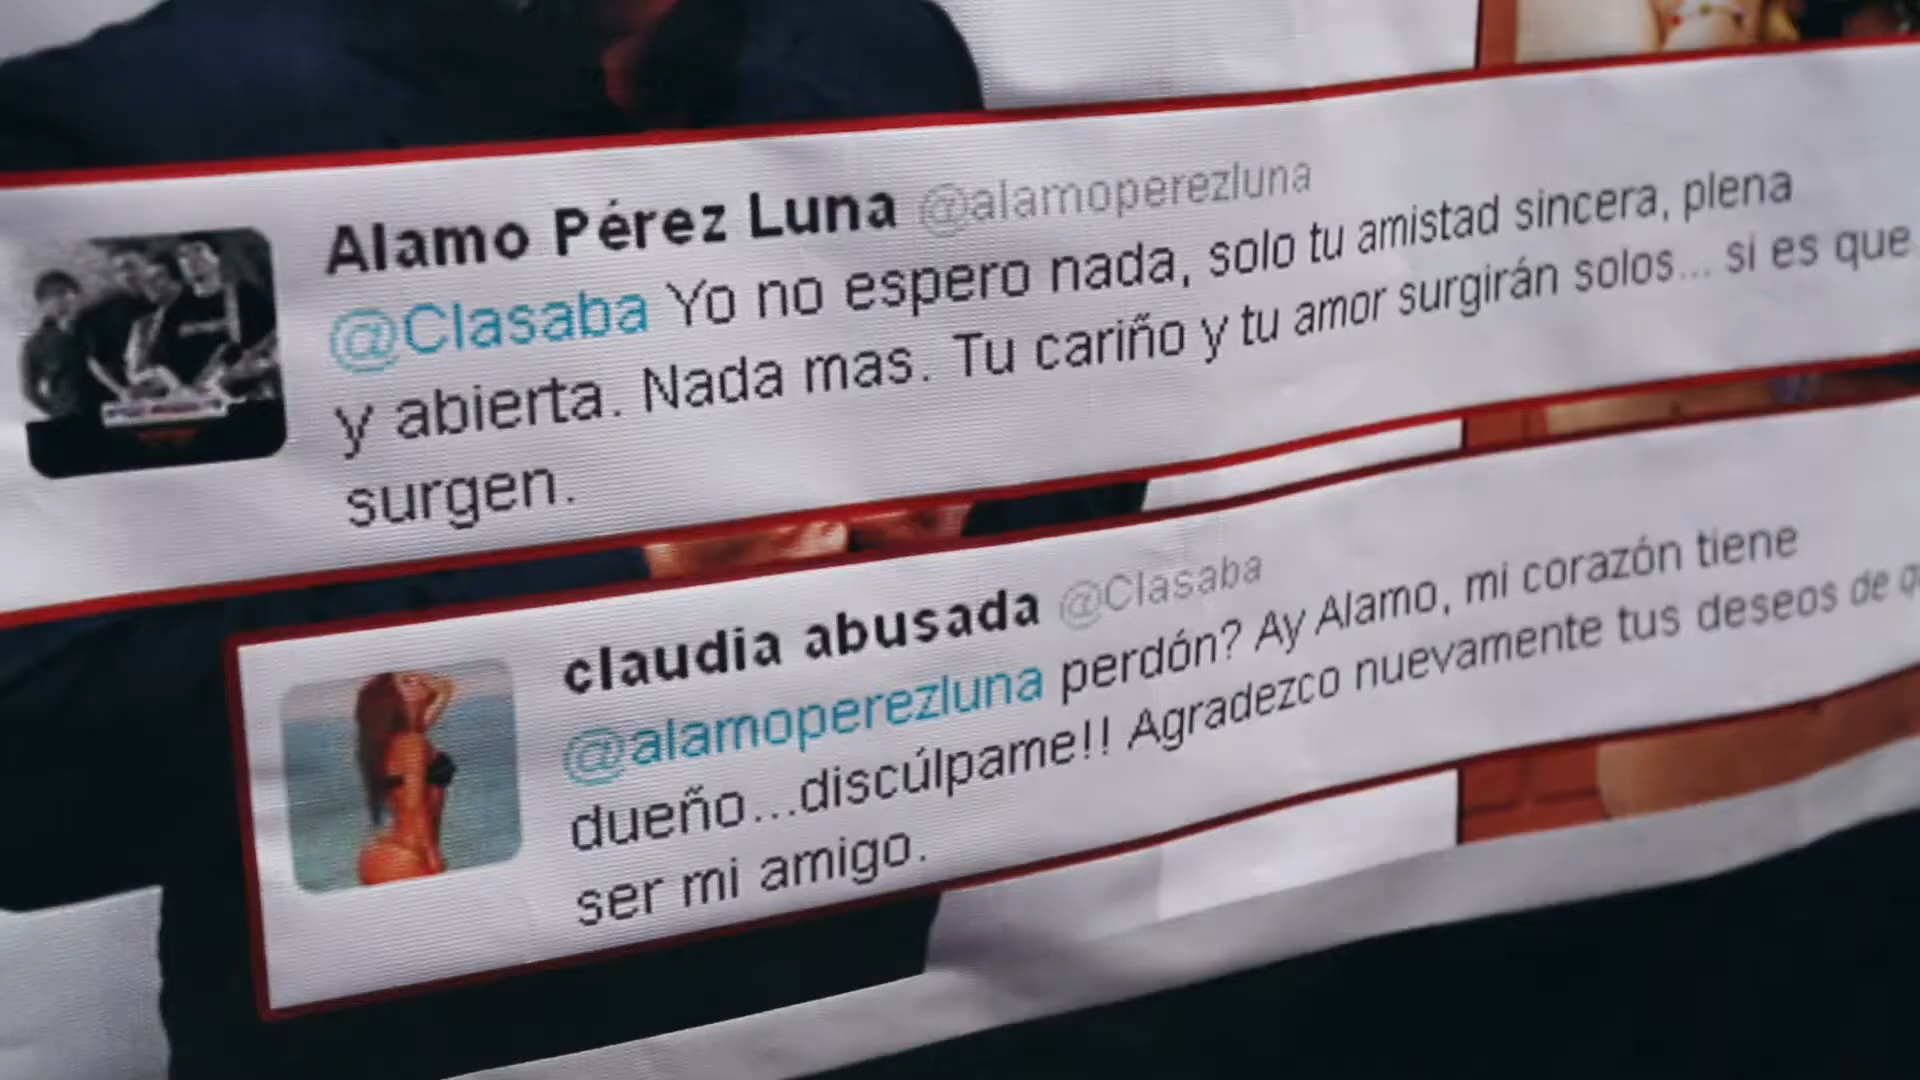 Alamo Pérez Luna @alamoperezluna
@Clasaba Yo no espero nada, solo tu amistad sincera, plena
y abierta. Nada mas. Tu cariño y tu amor surgirán solos... si es que
surgen.
claudia abusada @Clasaba
@alamoperezluna perdón? Ay Alamo, mi corazón tiene
dueño...discúlpame!! Agradezco nuevamente tus deseos de
ser mi amigo.